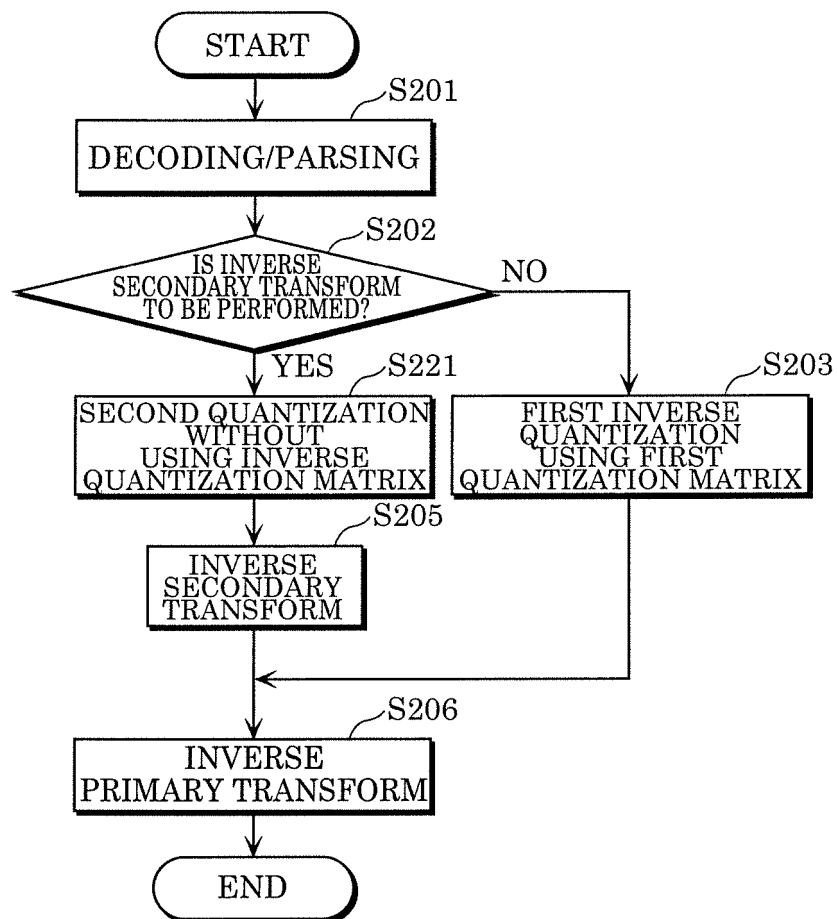 START
S201
DECODING/PARSING
S202
IS INVERSE
SECONDARY TRANSFORM
TO BE PERFORMED?
NO
YES
S221
SECOND QUANTIZATION
WITHOUT
USING INVERSE
QUANTIZATION MATRIX
S203
FIRST INVERSE
QUANTIZATION
USING FIRST
QUANTIZATION MATRIX
S205
INVERSE
SECONDARY
TRANSFORM
S206
INVERSE
PRIMARY TRANSFORM
END